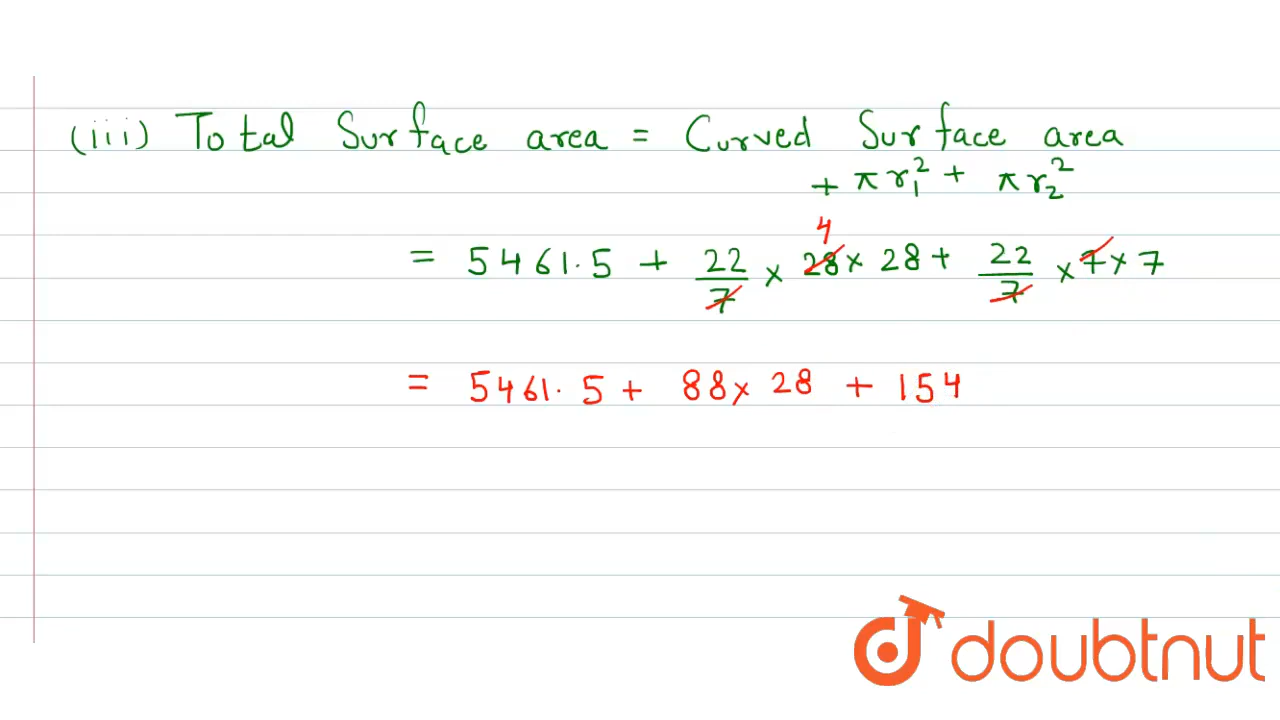 (iii) Total Surface area = Curved Surface area
+ πr₁² + πr₂²
4
= 5461.5 + 22/7 × 28 × 28 + 22/7 × 7 × 7
= 5461.5 + 88 × 28 + 154
doubtnut